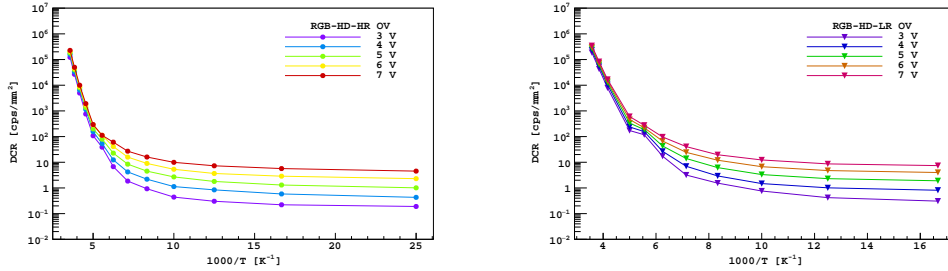 RGB-HD-HR OV
3 V
4 V
5 V
6 V
7 V
DCR [cps/mm²]
10⁷
10⁶
10⁵
10⁴
10³
10²
10
1
10⁻¹
10⁻²
5
10
15
20
25
1000/T [K⁻¹]
RGB-HD-LR OV
3 V
4 V
5 V
6 V
7 V
DCR [cps/mm²]
10⁷
10⁶
10⁵
10⁴
10³
10²
10
1
10⁻¹
10⁻²
4
6
8
10
12
14
16
1000/T [K⁻¹]